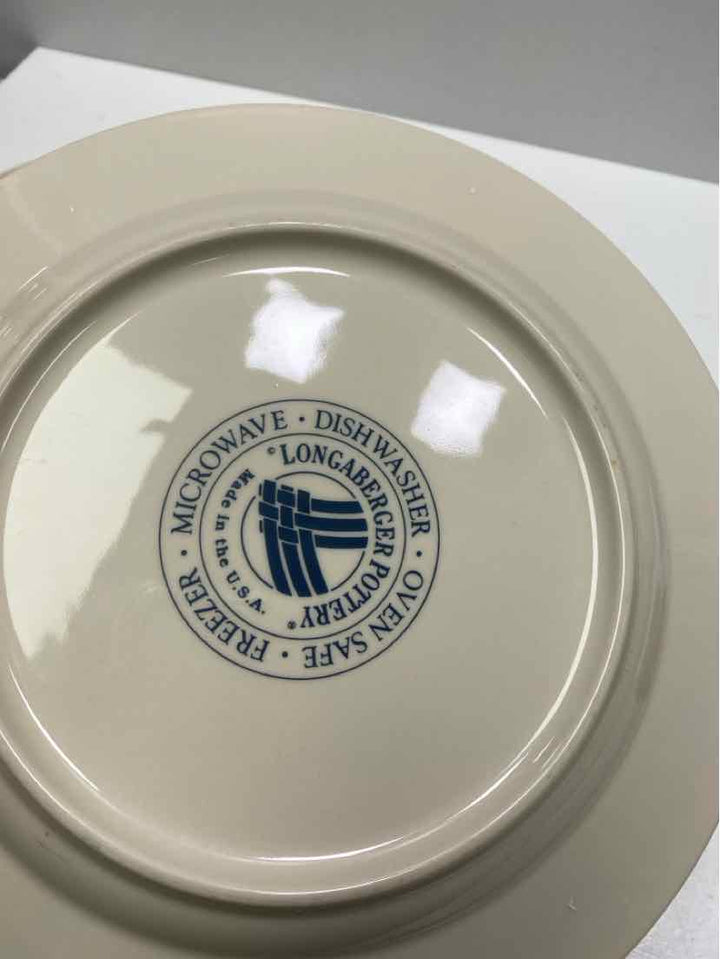 MICROWAVE · DISHWASHER · OVEN SAFE · FREEZER ·
© LONGABERGER POTTERY ®
Made in the U.S.A.